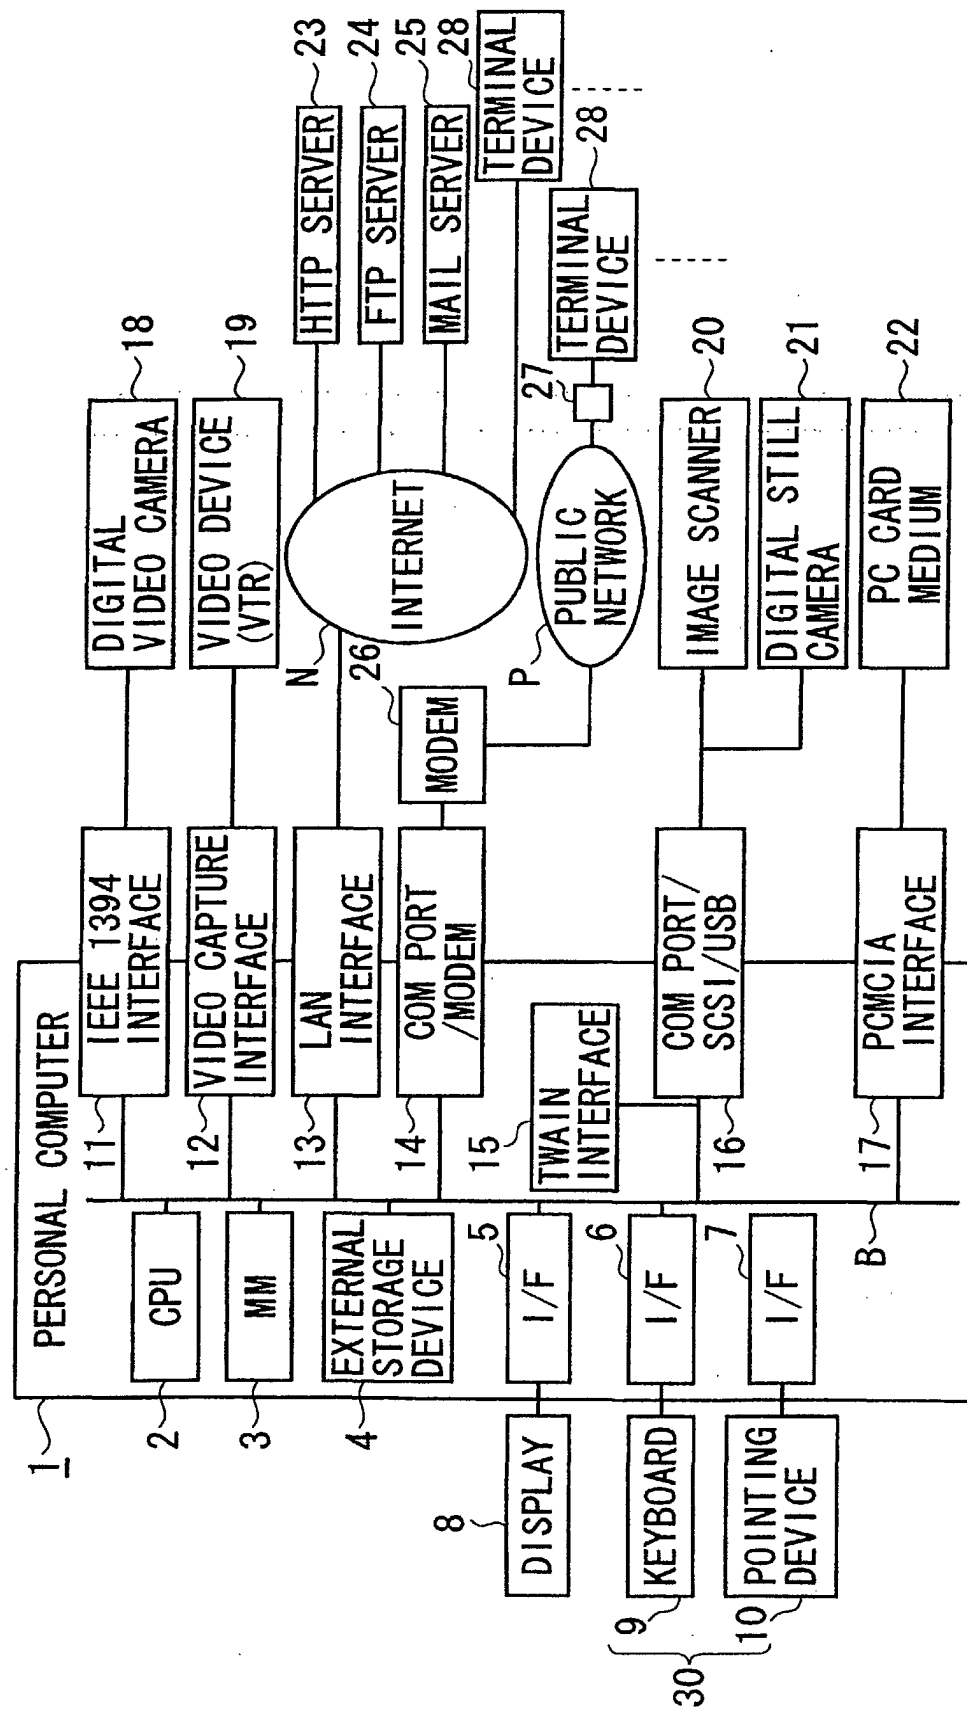 1
PERSONAL COMPUTER
2
CPU
3
MM
4
EXTERNAL
STORAGE
DEVICE
5
I/F
6
I/F
7
I/F
8
DISPLAY
9
KEYBOARD
10
POINTING
DEVICE
30
B
11
IEEE 1394
INTERFACE
12
VIDEO CAPTURE
INTERFACE
13
LAN
INTERFACE
14
COM PORT
/MODEM
15
TWAIN
INTERFACE
16
COM PORT/
SCSI/USB
17
PCMCIA
INTERFACE
26
MODEM
18
DIGITAL
VIDEO CAMERA
19
VIDEO DEVICE
(VTR)
N
INTERNET
P
PUBLIC
NETWORK
27
20
IMAGE SCANNER
21
DIGITAL STILL
CAMERA
22
PC CARD
MEDIUM
23
HTTP SERVER
24
FTP SERVER
25
MAIL SERVER
28
TERMINAL
DEVICE
28
TERMINAL
DEVICE